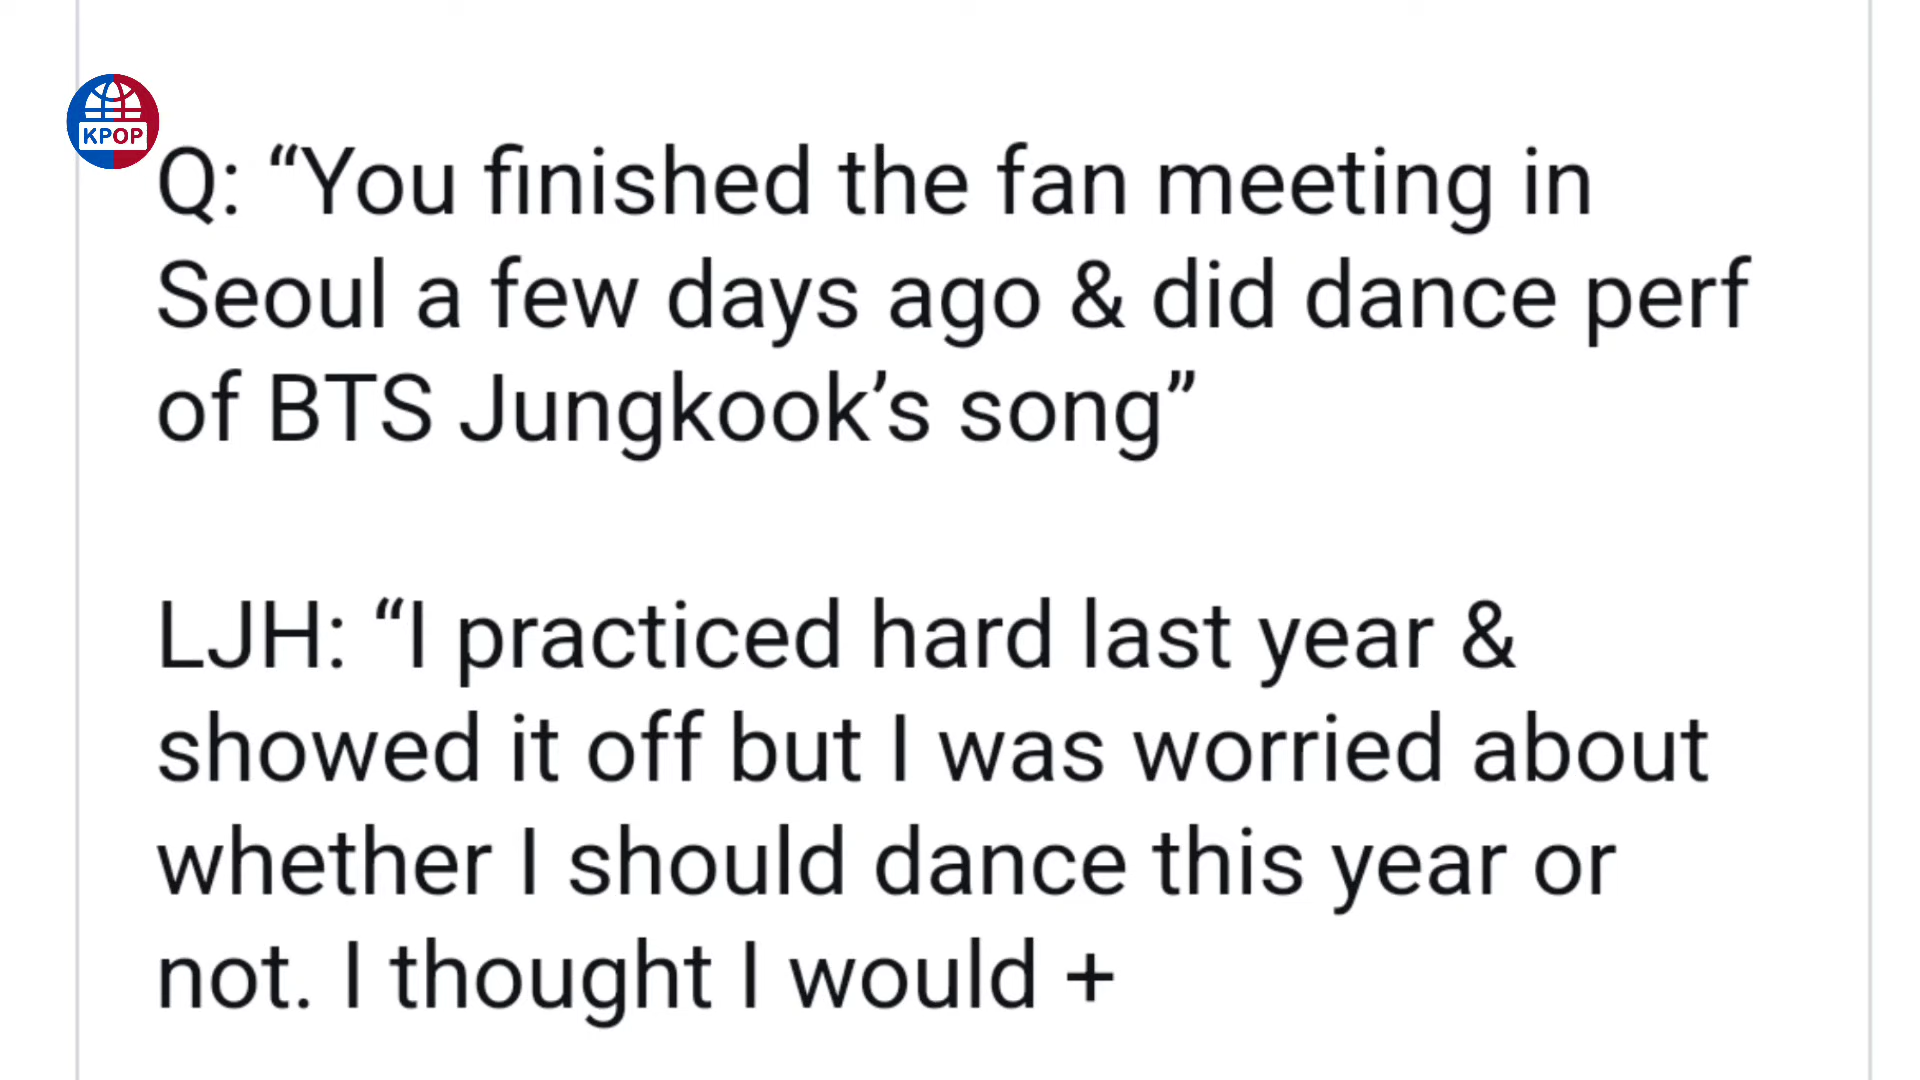 KPOP
Q: “You finished the fan meeting in
Seoul a few days ago & did dance perf
of BTS Jungkook’s song”
LJH: “I practiced hard last year &
showed it off but I was worried about
whether I should dance this year or
not. I thought I would +